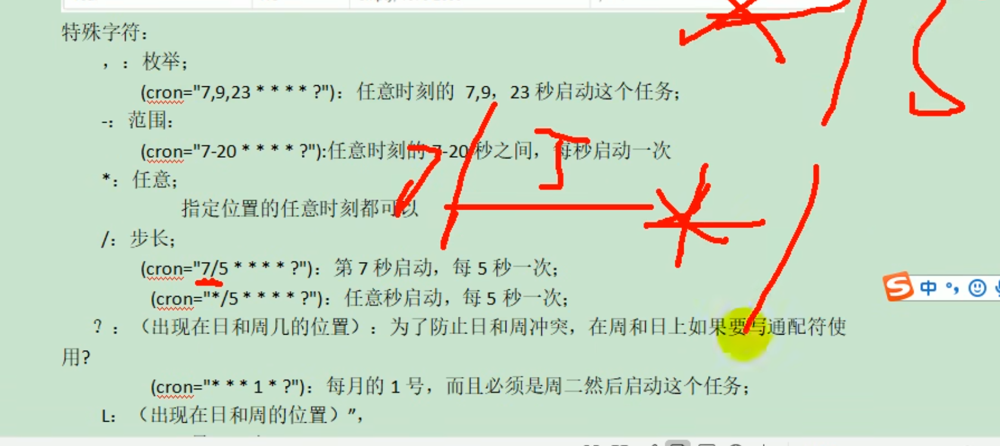 特殊字符：
，：枚举；
(cron="7,9,23 * * * * ?")：任意时刻的 7,9，23 秒启动这个任务；
-：范围：
(cron="7-20 * * * * ?"):任意时刻的 7-20 秒之间，每秒启动一次
*：任意；
指定位置的任意时刻都可以
/：步长；
(cron="7/5 * * * * ?")：第 7 秒启动，每 5 秒一次；
(cron="*/5 * * * * ?")：任意秒启动，每 5 秒一次；
？：（出现在日和周几的位置）：为了防止日和周冲突，在周和日上如果要写通配符使
用?
(cron="* * * 1 * ?")：每月的 1 号，而且必须是周二然后启动这个任务；
L：（出现在日和周的位置）”，
中